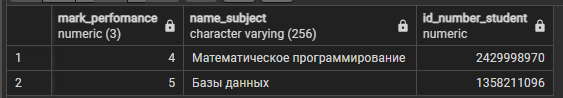 mark_perfomance name_subject id_number_student
numeric (3) character varying (256) numeric
1 4 Математическое программирование 2429998970
2 5 Базы данных 1358211096